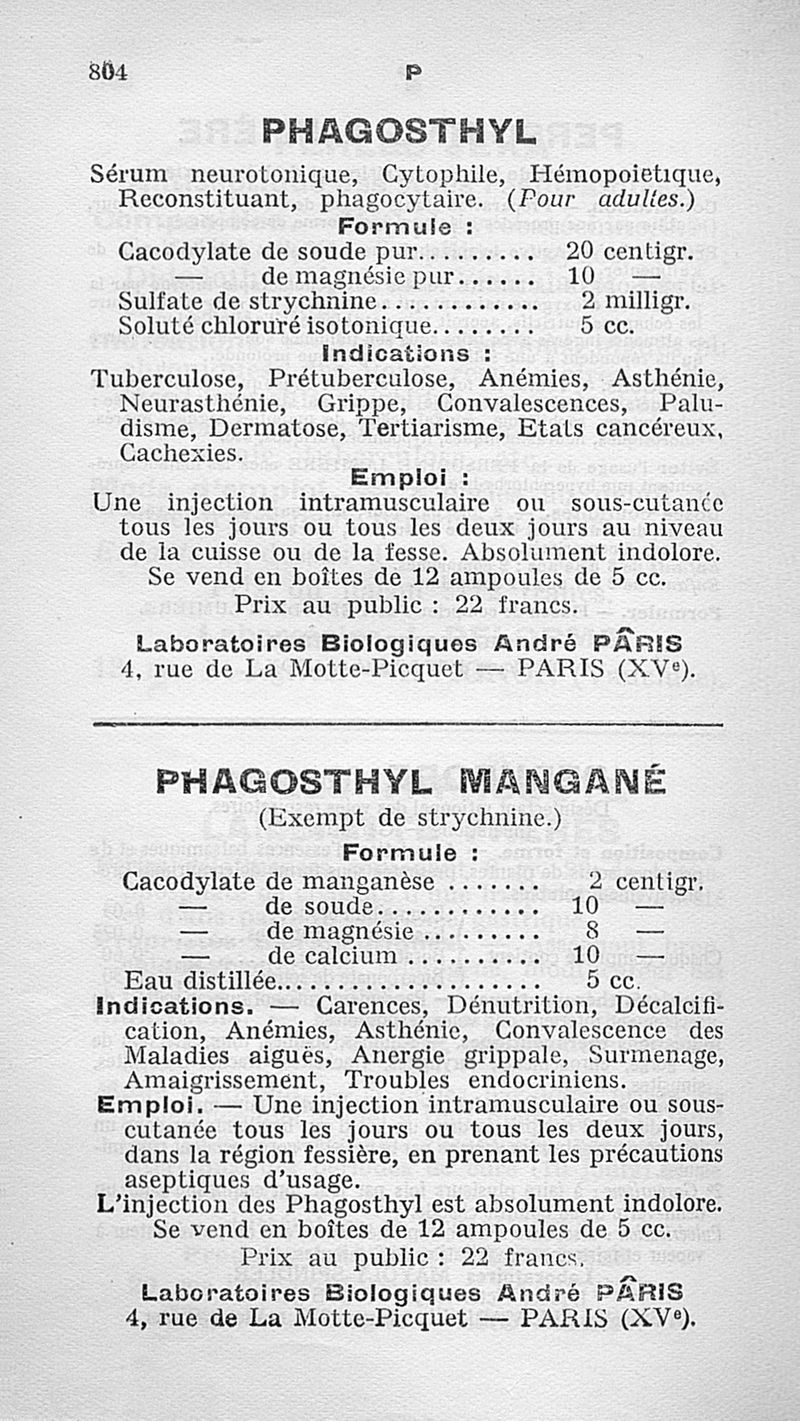 804 P
PHAGOSTHYL
Sérum neurotonique, Cytophile, Hémopoietique,
Reconstituant, phagocytaire. (Pour adultes.)
Formule :
Cacodylate de soude pur.......... 20 centigr.
— de magnésie pur...... 10 —
Sulfate de strychnine............. 2 milligr.
Soluté chloruré isotonique........ 5 cc.
Indications :
Tuberculose, Prétuberculose, Anémies, Asthénie,
Neurasthénie, Grippe, Convalescences, Palu-
disme, Dermatose, Tertiarisme, Etats cancéreux,
Cachexies.
Emploi :
Une injection intramusculaire ou sous-cutanée
tous les jours ou tous les deux jours au niveau
de la cuisse ou de la fesse. Absolument indolore.
Se vend en boîtes de 12 ampoules de 5 cc.
Prix au public : 22 francs.
Laboratoires Biologiques André PÂRIS
4, rue de La Motte-Picquet — PARIS (XVe).
PHAGOSTHYL MANGANÉ
(Exempt de strychnine.)
Formule :
Cacodylate de manganèse ....... 2 centigr.
— de soude............ 10 —
— de magnésie .......... 8 —
— de calcium ........... 10 —
Eau distillée..................... 5 cc.
Indications. — Carences, Dénutrition, Décalcifi-
cation, Anémies, Asthénie, Convalescence des
Maladies aiguës, Anergie grippale, Surmenage,
Amaigrissement, Troubles endocriniens.
Emploi. — Une injection intramusculaire ou sous-
cutanée tous les jours ou tous les deux jours,
dans la région fessière, en prenant les précautions
aseptiques d'usage.
L'injection des Phagosthyl est absolument indolore.
Se vend en boîtes de 12 ampoules de 5 cc.
Prix au public : 22 francs.
Laboratoires Biologiques André PÂRIS
4, rue de La Motte-Picquet — PARIS (XVe).